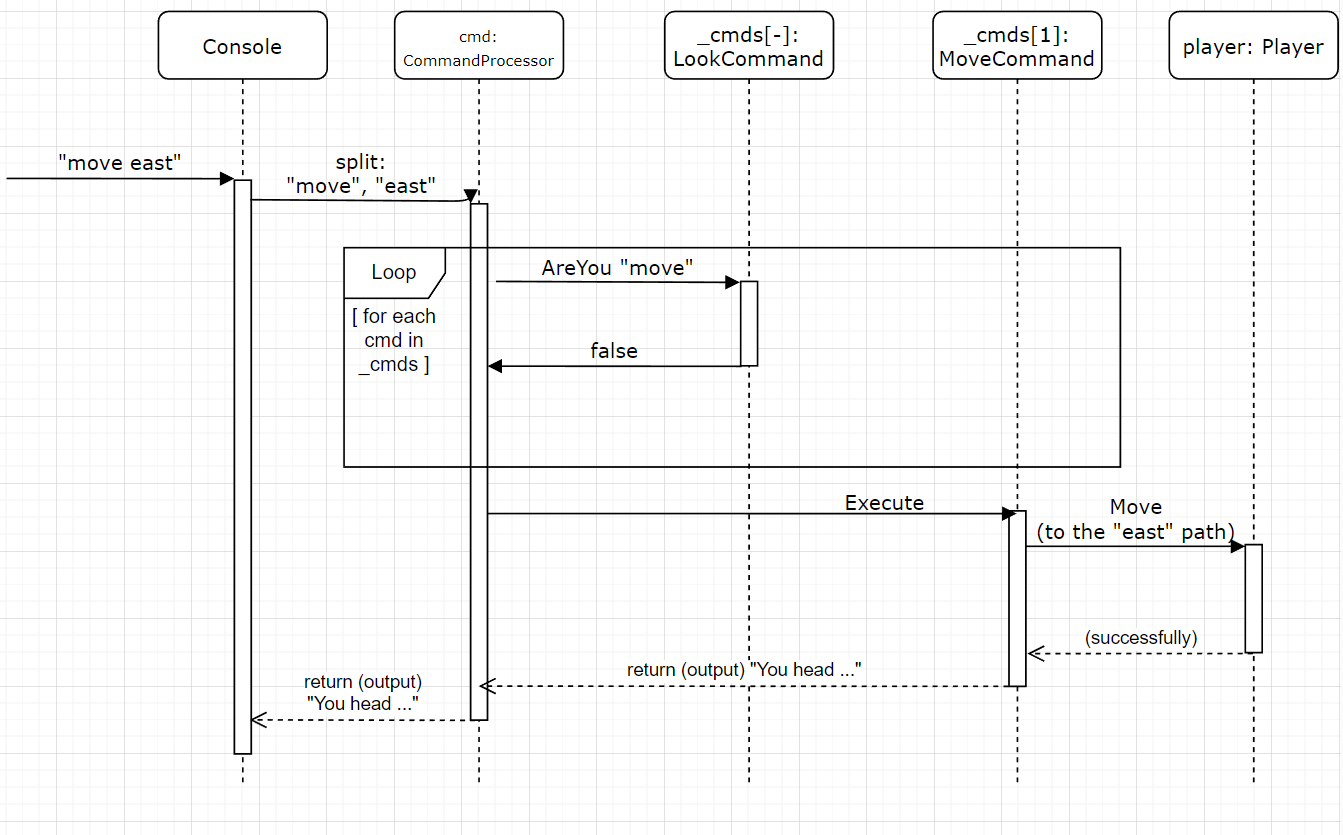 Console
cmd:
CommandProcessor
_cmds[-]:
LookCommand
_cmds[1]:
MoveCommand
player: Player
"move east"
split:
"move", "east"
Loop
AreYou "move"
[ for each
cmd in
_cmds ]
false
Execute
Move
(to the "east" path)
(successfully)
return (output) "You head ..."
return (output)
"You head ..."